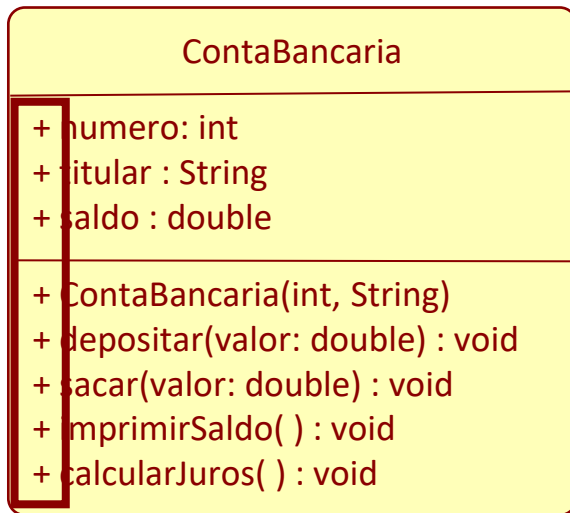 ContaBancaria
+ numero: int
+ titular : String
+ saldo : double
+ ContaBancaria(int, String)
+ depositar(valor: double) : void
+ sacar(valor: double) : void
+ imprimirSaldo( ) : void
+ calcularJuros( ) : void